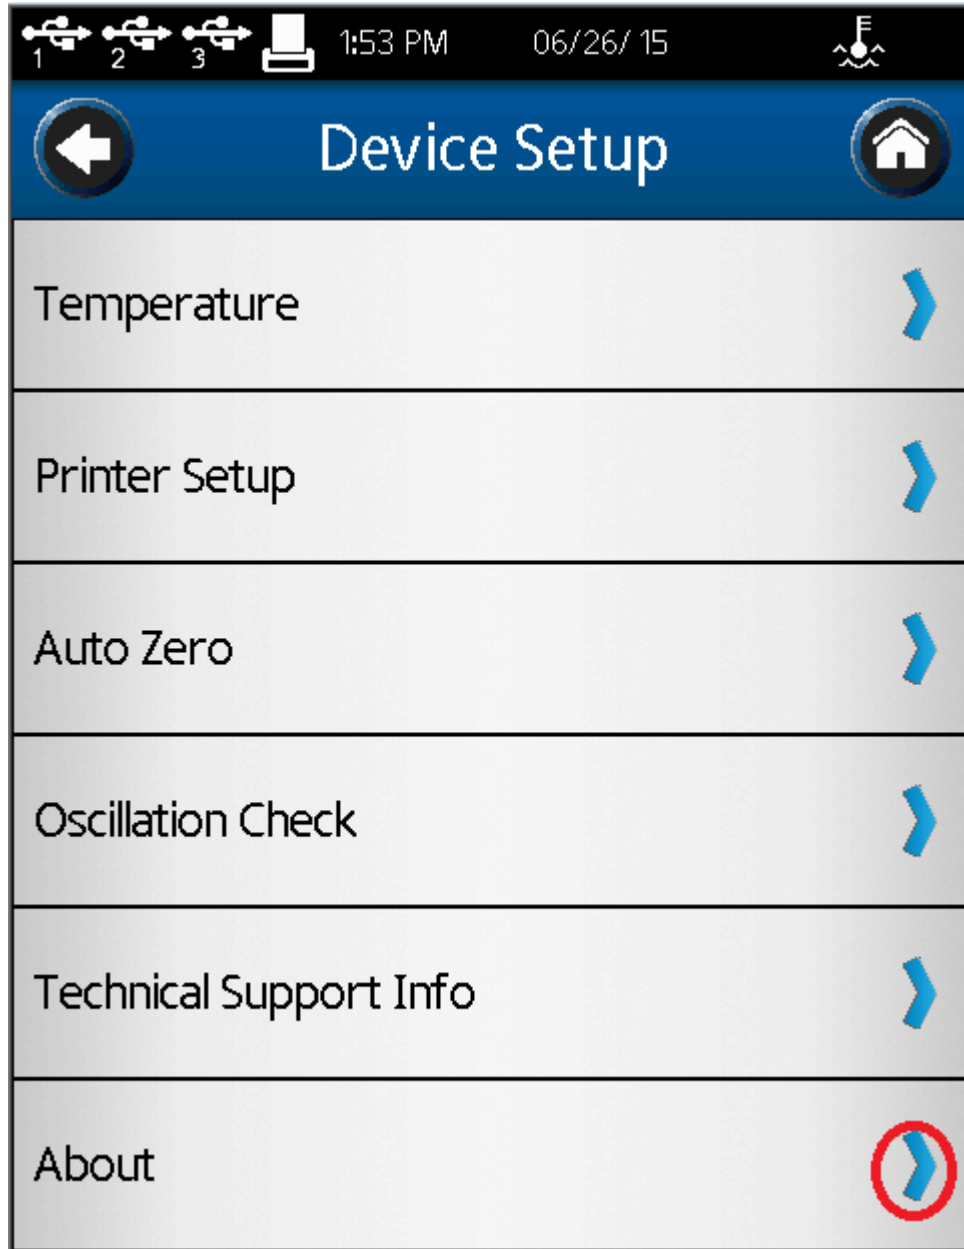 1 2 3 1:53 PM 06/26/ 15
Device Setup
Temperature
Printer Setup
Auto Zero
Oscillation Check
Technical Support Info
About